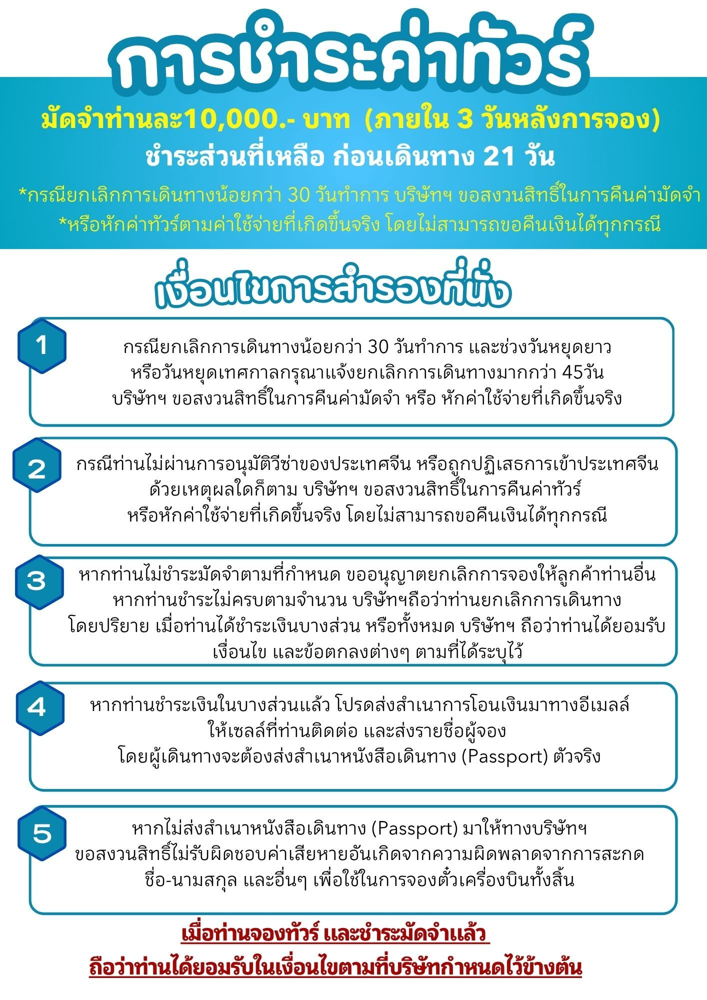 การชำระค่าทัวร์
มัดจำท่านละ10,000.- บาท (ภายใน 3 วันหลังการจอง)
ชำระส่วนที่เหลือ ก่อนเดินทาง 21 วัน
*กรณียกเลิกการเดินทางน้อยกว่า 30 วันทำการ บริษัทฯ ขอสงวนสิทธิ์ในการคืนค่ามัดจำ
*หรือหักค่าทัวร์ตามค่าใช้จ่ายที่เกิดขึ้นจริง โดยไม่สามารถขอคืนเงินได้ทุกกรณี
เงื่อนไขการสำรองที่นั่ง
1
กรณียกเลิกการเดินทางน้อยกว่า 30 วันทำการ และช่วงวันหยุดยาว
หรือวันหยุดเทศกาลกรุณาแจ้งยกเลิกการเดินทางมากกว่า 45วัน
บริษัทฯ ขอสงวนสิทธิ์ในการคืนค่ามัดจำ หรือ หักค่าใช้จ่ายที่เกิดขึ้นจริง
2
กรณีท่านไม่ผ่านการอนุมัติวีซ่าของประเทศจีน หรือถูกปฏิเสธการเข้าประเทศจีน
ด้วยเหตุผลใดก็ตาม บริษัทฯ ขอสงวนสิทธิ์ในการคืนค่าทัวร์
หรือหักค่าใช้จ่ายที่เกิดขึ้นจริง โดยไม่สามารถขอคืนเงินได้ทุกกรณี
3
หากท่านไม่ชำระมัดจำตามที่กำหนด ขออนุญาตยกเลิกการจองให้ลูกค้าท่านอื่น
หากท่านชำระไม่ครบตามจำนวน บริษัทฯถือว่าท่านยกเลิกการเดินทาง
โดยปริยาย เมื่อท่านได้ชำระเงินบางส่วน หรือทั้งหมด บริษัทฯ ถือว่าท่านได้ยอมรับ
เงื่อนไข และข้อตกลงต่างๆ ตามที่ได้ระบุไว้
4
หากท่านชำระเงินในบางส่วนแล้ว โปรดส่งสำเนาการโอนเงินมาทางอีเมลล์
ให้เซลล์ที่ท่านติดต่อ และส่งรายชื่อผู้จอง
โดยผู้เดินทางจะต้องส่งสำเนาหนังสือเดินทาง (Passport) ตัวจริง
5
หากไม่ส่งสำเนาหนังสือเดินทาง (Passport) มาให้ทางบริษัทฯ
ขอสงวนสิทธิ์ไม่รับผิดชอบค่าเสียหายอันเกิดจากความผิดพลาดจากการสะกด
ชื่อ-นามสกุล และอื่นๆ เพื่อใช้ในการจองตั๋วเครื่องบินทั้งสิ้น
เมื่อท่านจองทัวร์ และชำระมัดจำแล้ว
ถือว่าท่านได้ยอมรับในเงื่อนไขตามที่บริษัทกำหนดไว้ข้างต้น